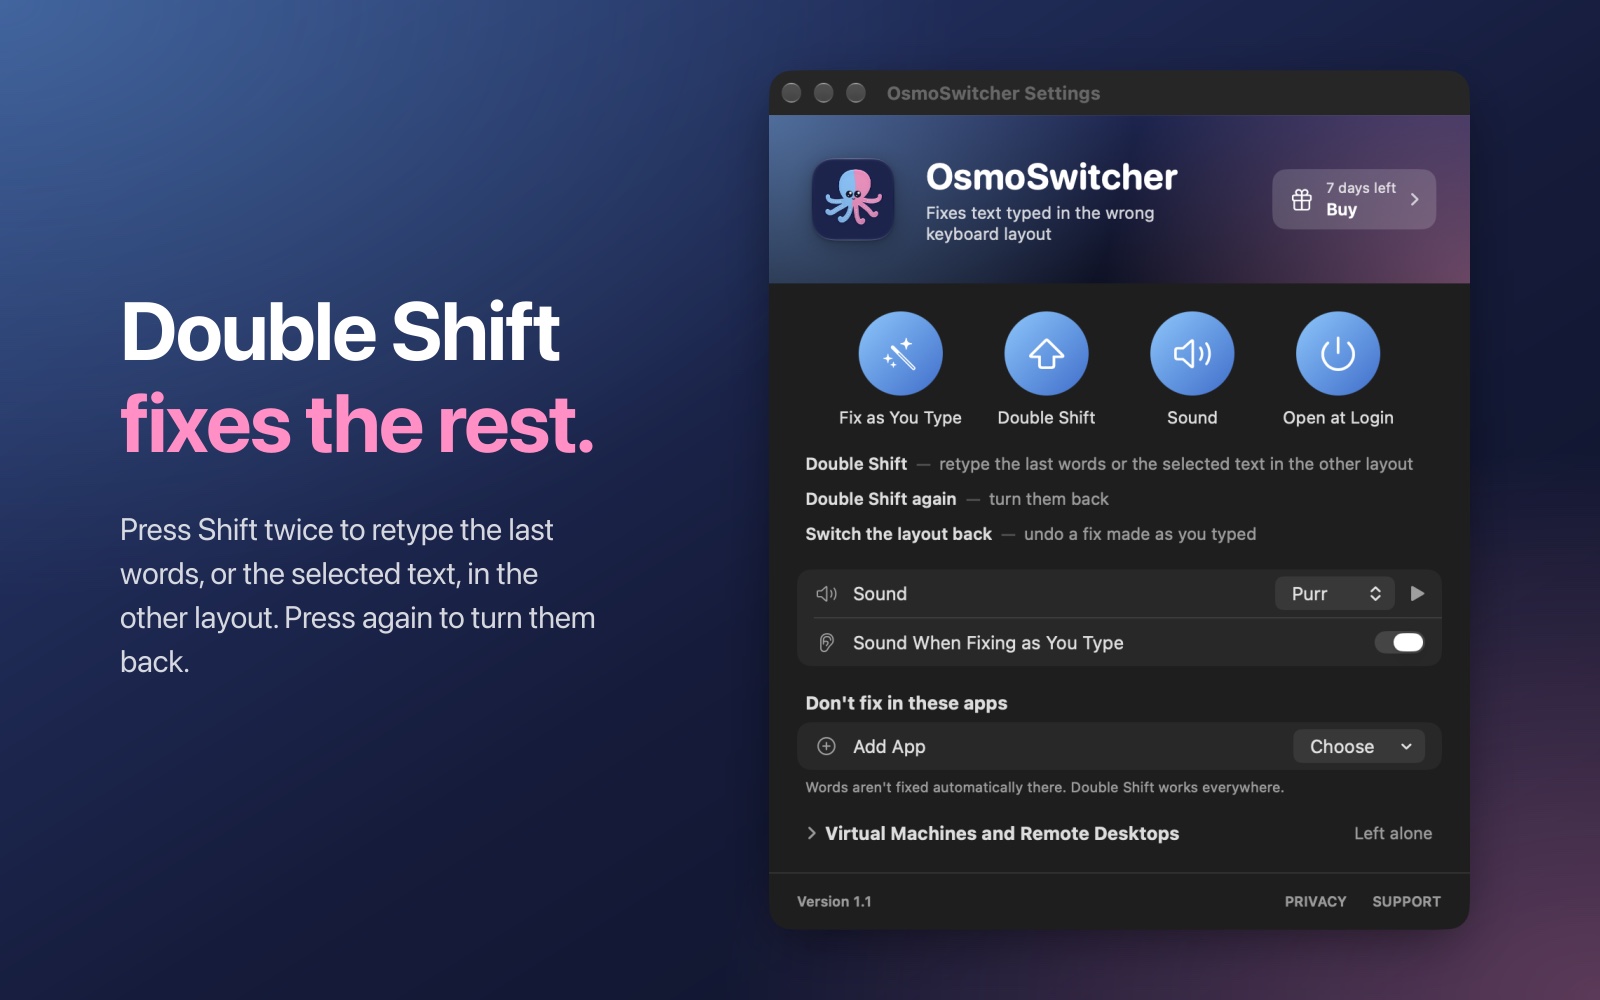 Double Shift
fixes the rest.
Press Shift twice to retype the last
words, or the selected text, in the
other layout. Press again to turn them
back.
OsmoSwitcher Settings
OsmoSwitcher
Fixes text typed in the wrong
keyboard layout
7 days left
Buy
Fix as You Type
Double Shift
Sound
Open at Login
Double Shift — retype the last words or the selected text in the other layout
Double Shift again — turn them back
Switch the layout back — undo a fix made as you typed
Sound
Purr
Sound When Fixing as You Type
Don't fix in these apps
Add App
Choose
Words aren't fixed automatically there. Double Shift works everywhere.
Virtual Machines and Remote Desktops
Left alone
Version 1.1
PRIVACY
SUPPORT